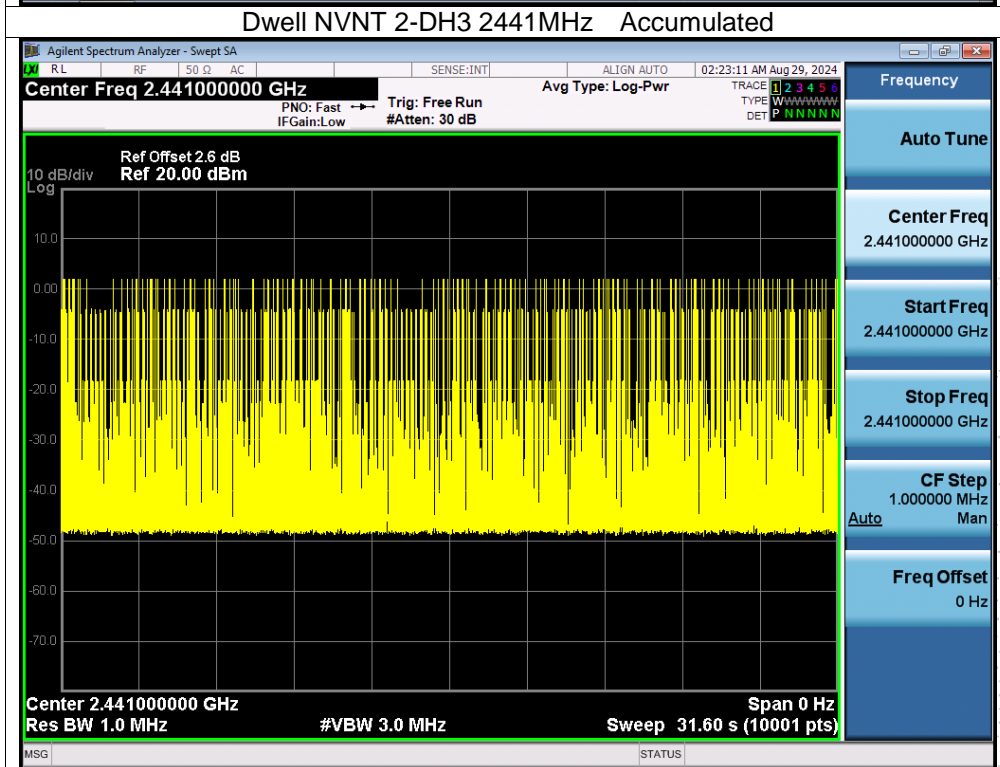 Dwell NVNT 2-DH3 2441MHz Accumulated
Agilent Spectrum Analyzer - Swept SA
LXI RL RF 50 Ω AC SENSE:INT ALIGN AUTO 02:23:11 AM Aug 29, 2024
Center Freq 2.441000000 GHz
PNO: Fast
IFGain:Low
Trig: Free Run
#Atten: 30 dB
Avg Type: Log-Pwr
TRACE 1 2 3 4 5 6
TYPE W W W W W W
DET P N N N N N
Ref Offset 2.6 dB
10 dB/div Ref 20.00 dBm
Log
10.0
0.00
-10.0
-20.0
-30.0
-40.0
-50.0
-60.0
-70.0
Center 2.441000000 GHz Span 0 Hz
Res BW 1.0 MHz #VBW 3.0 MHz Sweep 31.60 s (10001 pts)
MSG STATUS
Frequency
Auto Tune
Center Freq
2.441000000 GHz
Start Freq
2.441000000 GHz
Stop Freq
2.441000000 GHz
CF Step
1.000000 MHz
Auto Man
Freq Offset
0 Hz